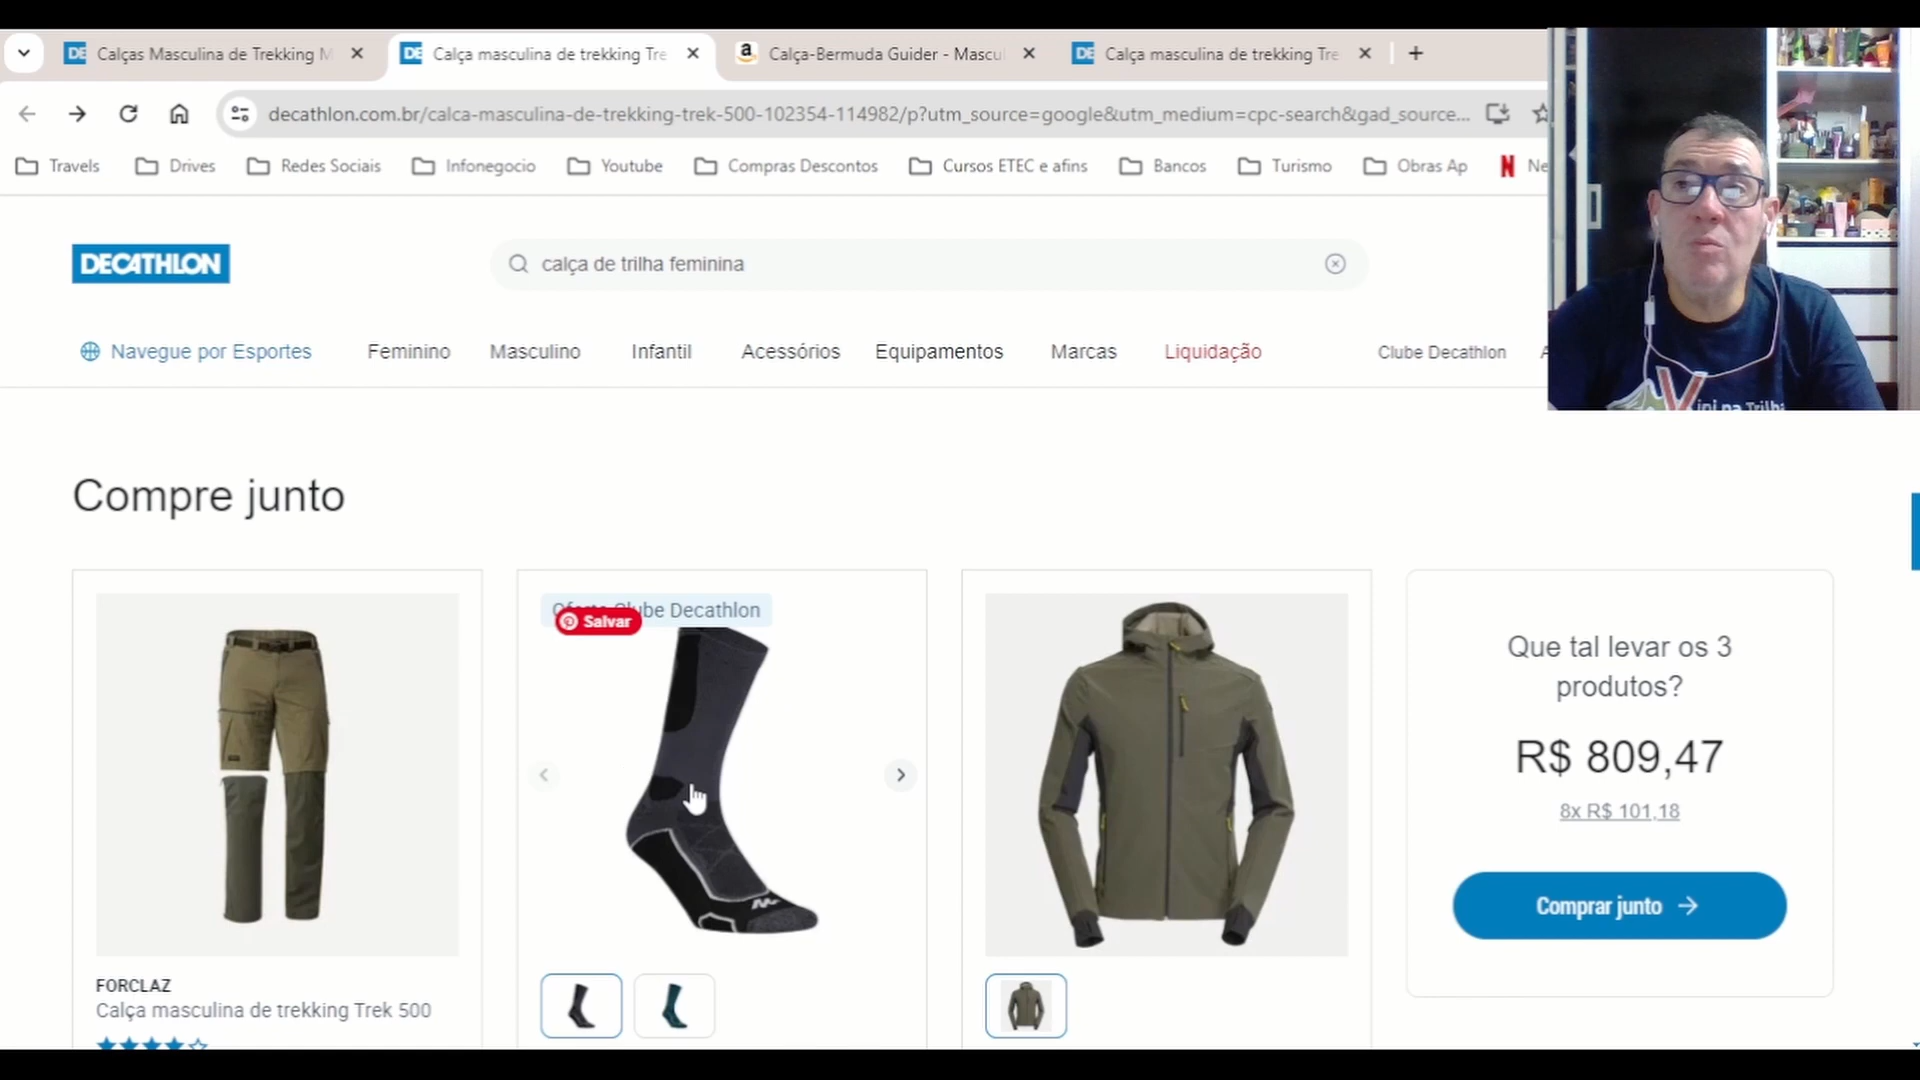 Calças Masculina de Trekking M
Calça masculina de trekking Tre
Calça-Bermuda Guider - Mascu
Calça masculina de trekking Tre
decathlon.com.br/calca-masculina-de-trekking-trek-500-102354-114982/p?utm_source=google&utm_medium=cpc-search&gad_source...
Travels
Drives
Redes Sociais
Infonegocio
Youtube
Compras Descontos
Cursos ETEC e afins
Bancos
Turismo
Obras Ap
N
Ne
DECATHLON
calça de trilha feminina
Navegue por Esportes
Feminino
Masculino
Infantil
Acessórios
Equipamentos
Marcas
Liquidação
Clube Decathlon
na Trilha
Compre junto
Oferta Clube Decathlon
Salvar
Que tal levar os 3
produtos?
R$ 809,47
8x R$ 101,18
Comprar junto
FORCLAZ
Calça masculina de trekking Trek 500